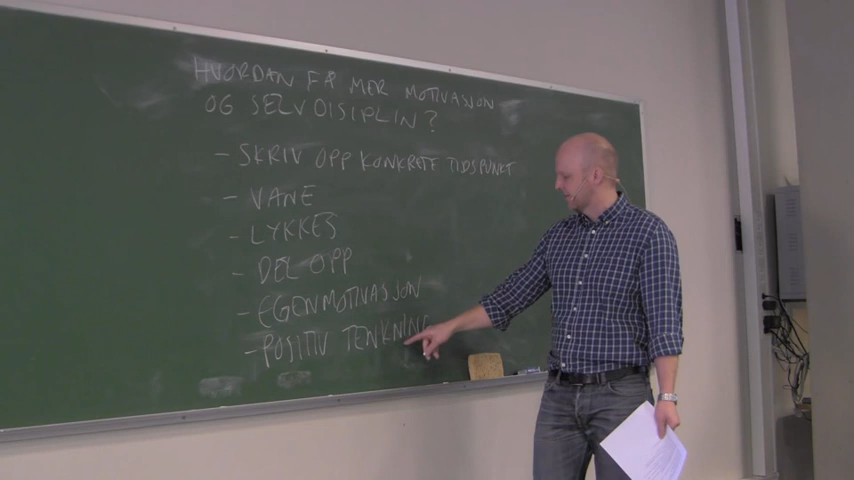 HVORDAN FÅ MER MOTIVASJON
OG SELVDISIPLIN?
- SKRIV OPP KONKRETE TIDSPUNKT
- VANE
- LYKKES
- DEL OPP
- EGENMOTIVASJON
- POSITIV TENKNING